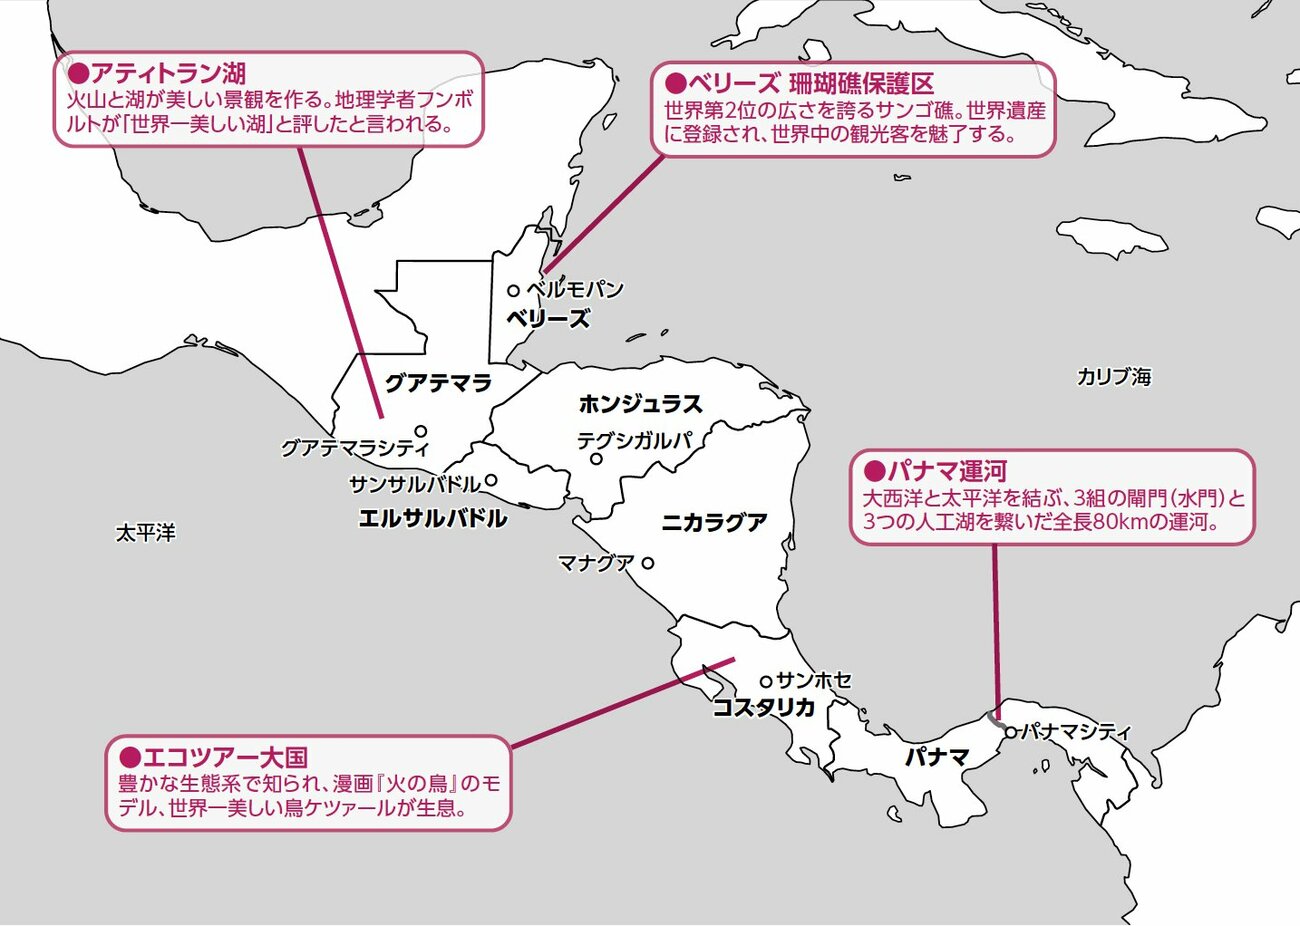 ●アティトラン湖
火山と湖が美しい景観を作る。地理学者フンボ
ルトが「世界一美しい湖」と評したと言われる。
●ベリーズ 珊瑚礁保護区
世界第2位の広さを誇るサンゴ礁。世界遺産
に登録され、世界中の観光客を魅了する。
ベルモパン
ベリーズ
グアテマラ
グアテマラシティ
ホンジュラス
テグシガルパ
カリブ海
サンサルバドル
エルサルバドル
太平洋
ニカラグア
マナグア
●パナマ運河
大西洋と太平洋を結ぶ、3組の閘門（水門）と
3つの人工湖を繋いだ全長80kmの運河。
サンホセ
コスタリカ
パナマシティ
パナマ
●エコツアー大国
豊かな生態系で知られ、漫画『火の鳥』のモ
デル、世界一美しい鳥ケツァールが生息。